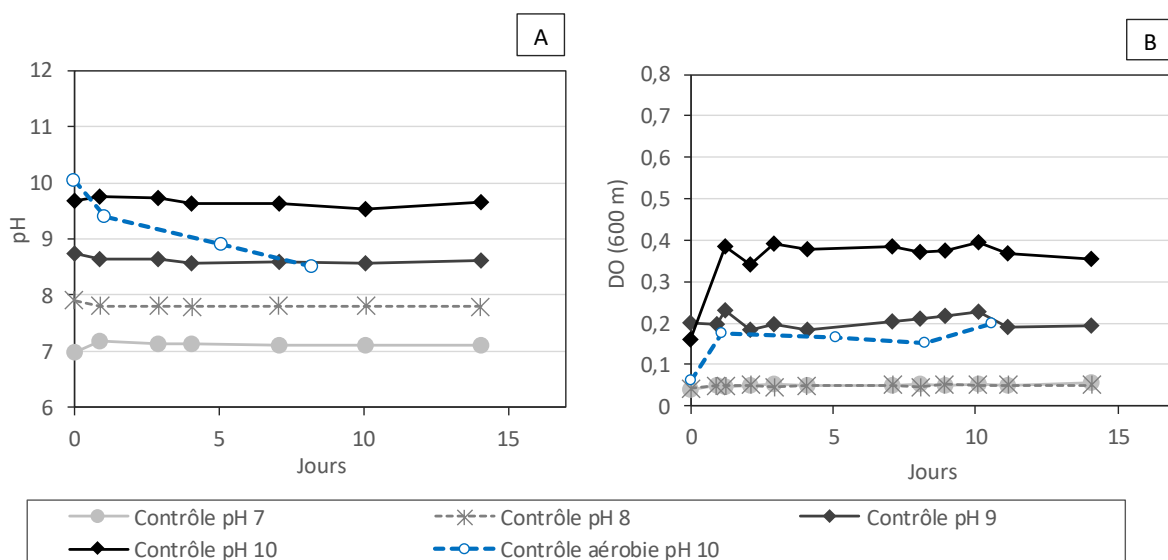 A
B
12
11
10
9
8
7
6
pH
0
5
10
15
Jours
0,8
0,7
0,6
0,5
0,4
0,3
0,2
0,1
0
DO (600 m)
0
5
10
15
Jours
Contrôle pH 7
Contrôle pH 8
Contrôle pH 9
Contrôle pH 10
Contrôle aérobie pH 10